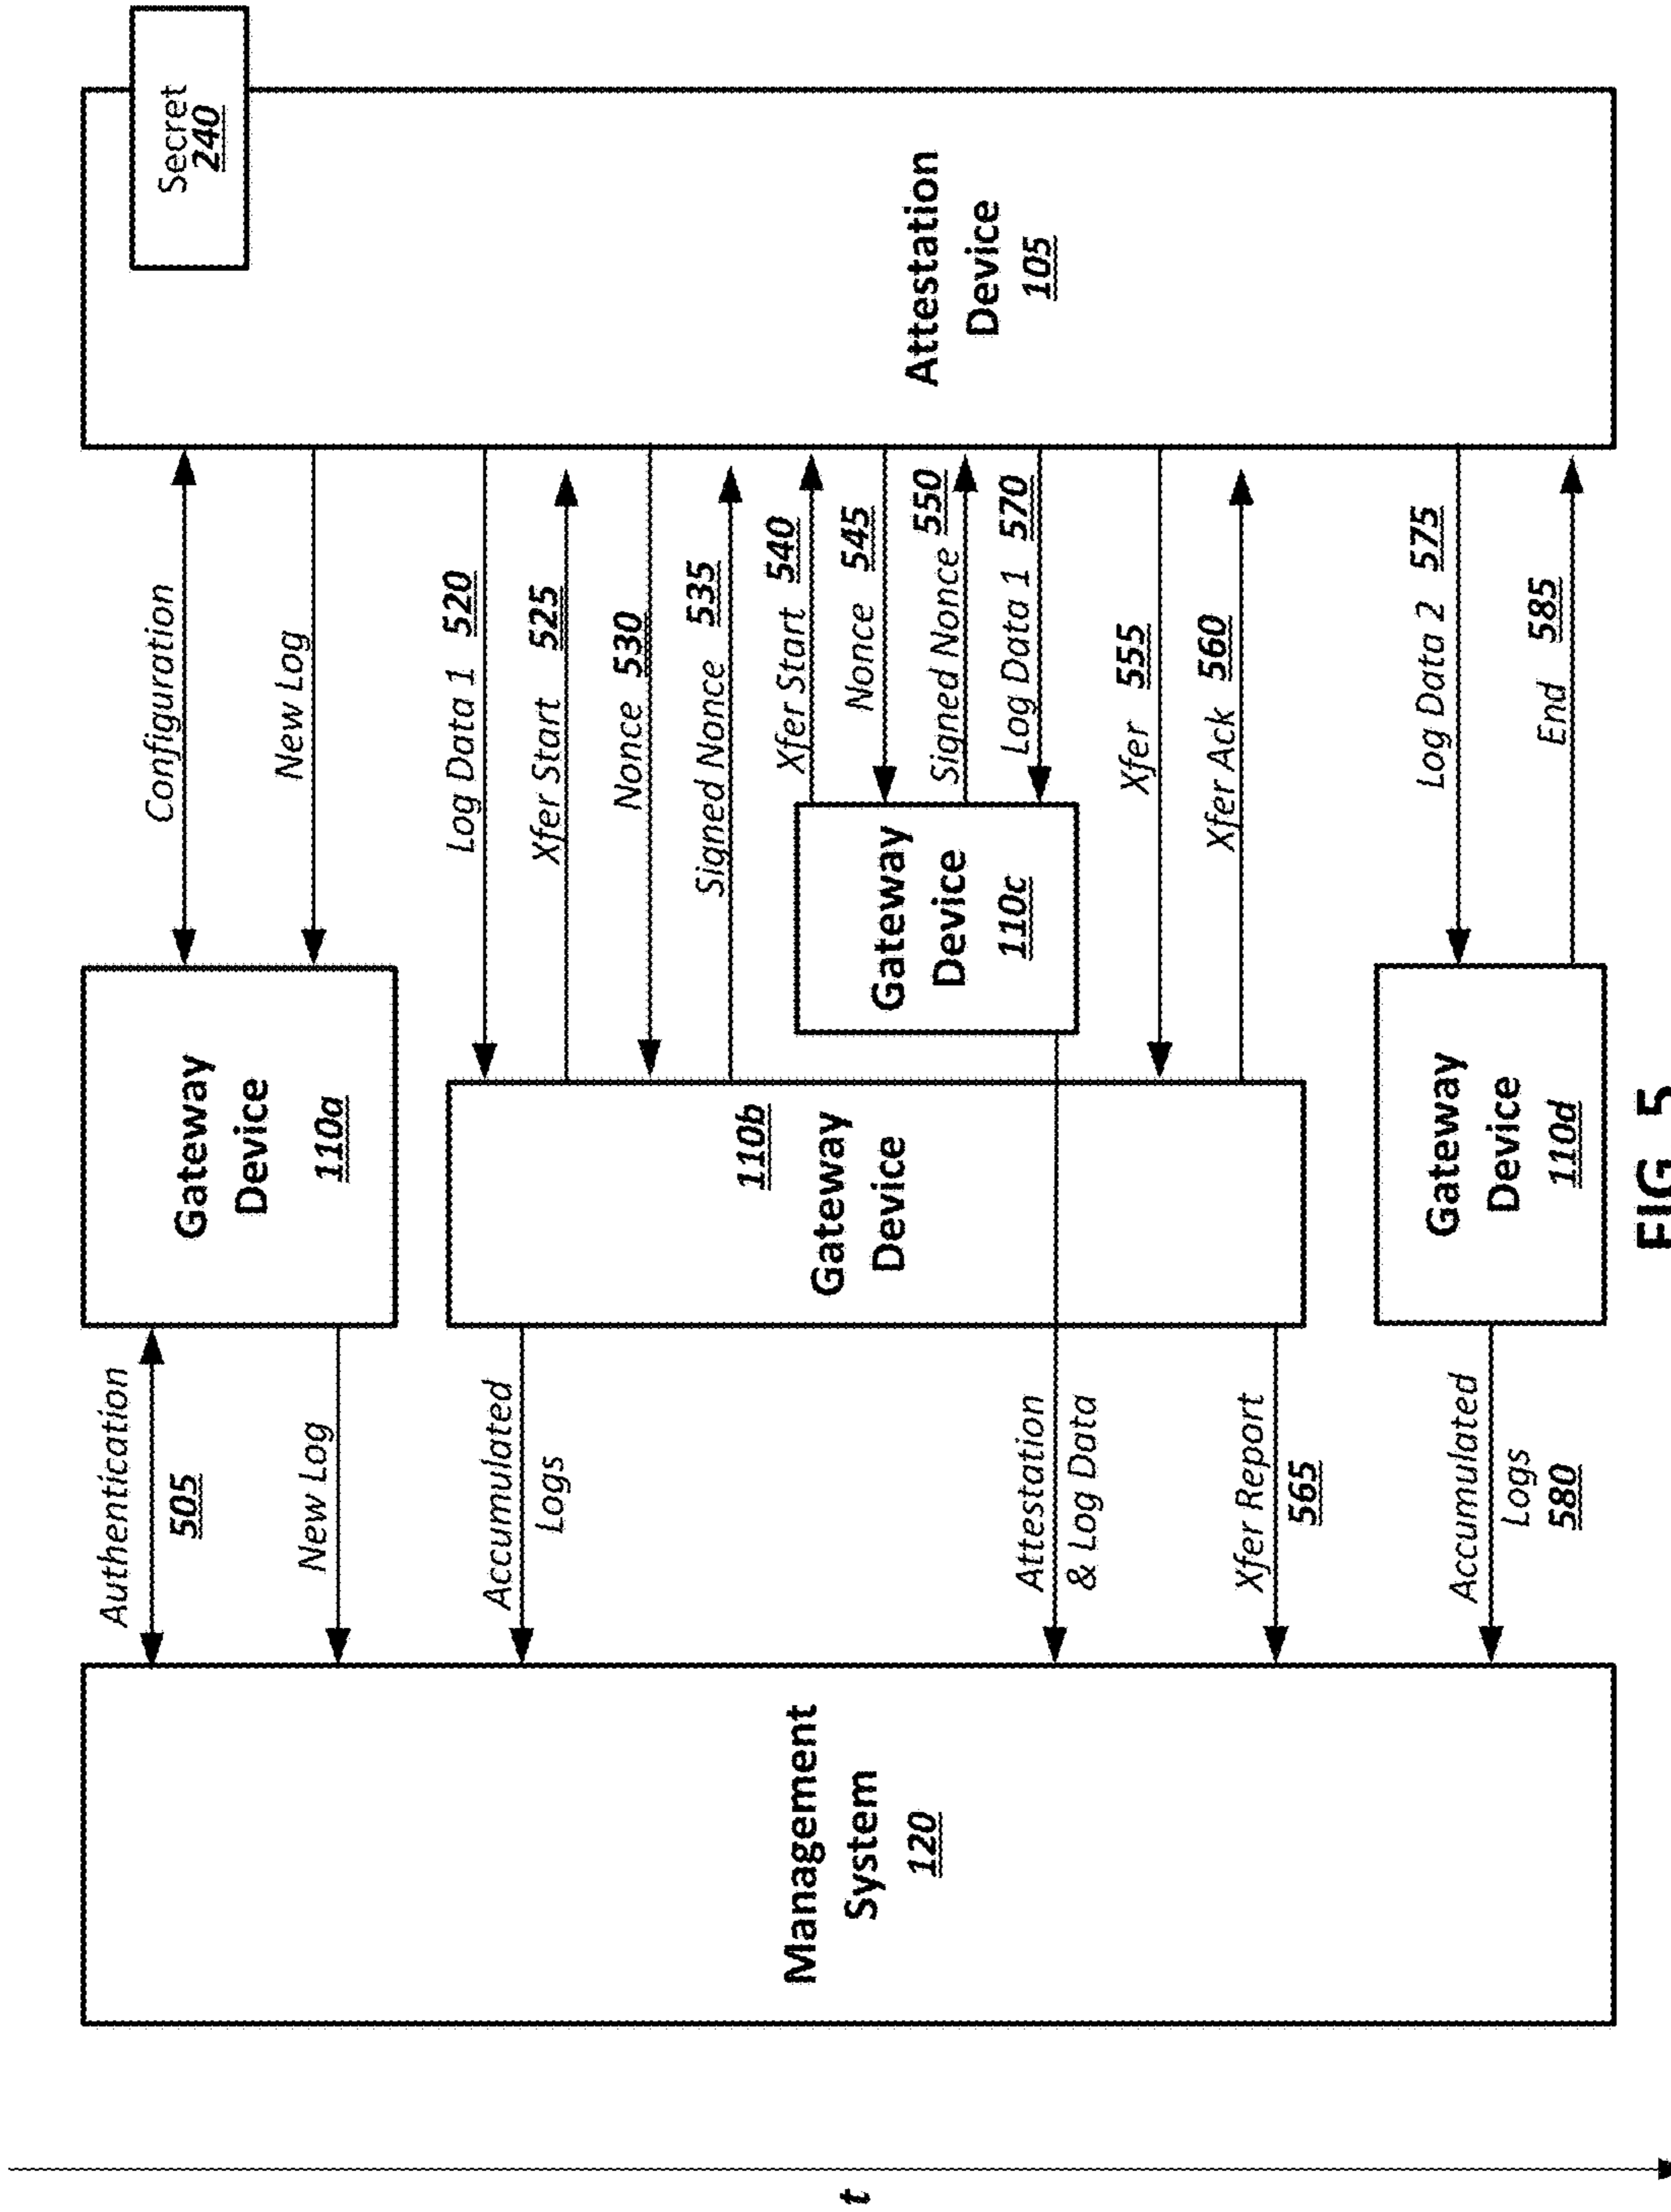 Secret
240
Attestation
Device
105
Configuration
New Log
Log Data 1 520
Xfer Start 525
Nonce 530
Signed Nonce 535
Xfer Start 540
Nonce 545
Signed Nonce 550
Log Data 1 570
Xfer 555
Xfer Ack 560
Log Data 2 575
End 585
Gateway
Device
110a
110b
Gateway
Device
Gateway
Device
110c
Gateway
Device
110d
Authentication
505
New Log
Accumulated
Logs
Attestation
& Log Data
Xfer Report
565
Accumulated
Logs
580
Management
System
120
t
FIG. 5